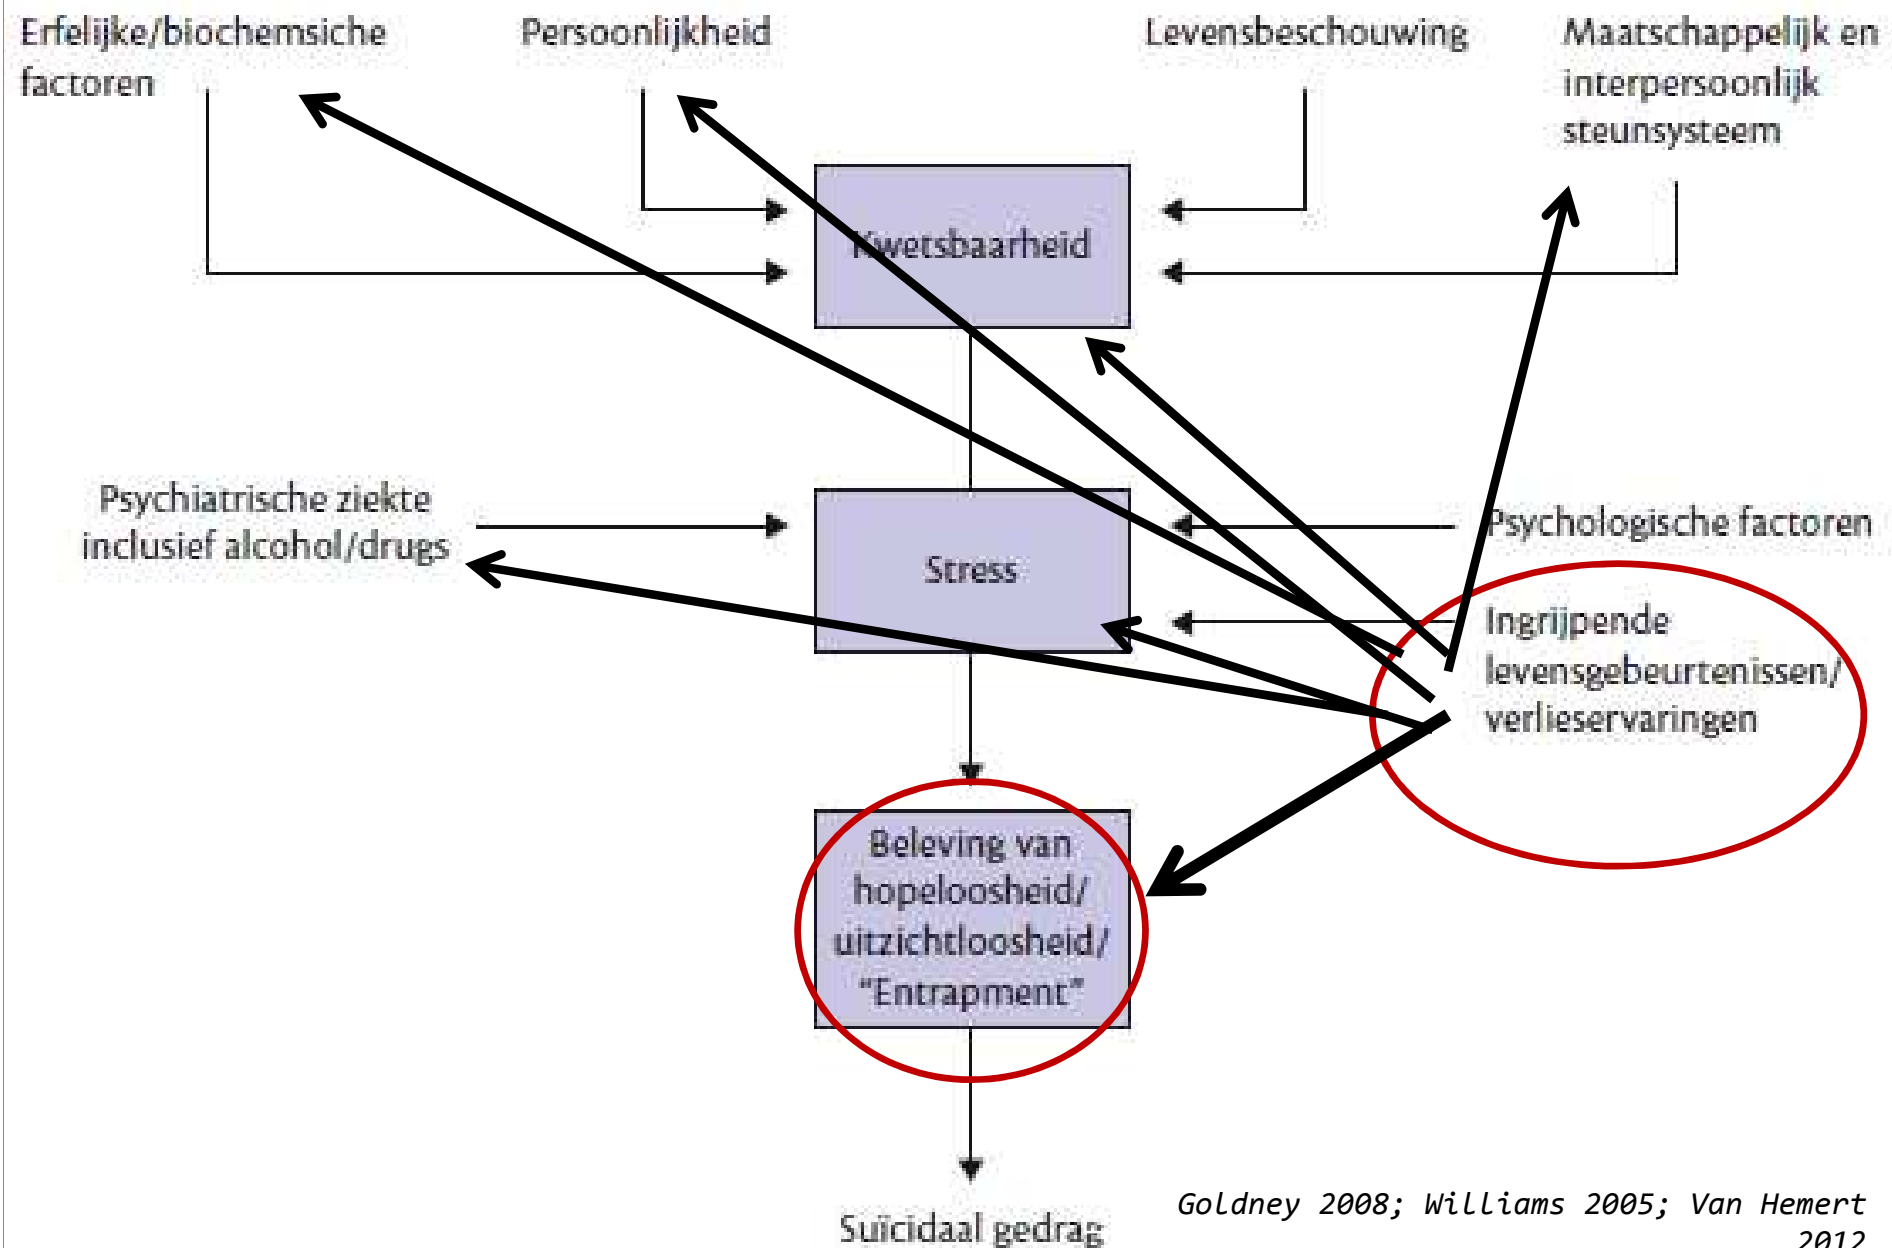 Erfelijke/biochemsiche
factoren
Persoonlijkheid
Levensbeschouwing
Maatschappelijk en
interpersoonlijk
steunsysteem
Kwetsbaarheid
Psychiatrische ziekte
inclusief alcohol/drugs
Stress
Psychologische factoren
Ingrijpende
levensgebeurtenissen/
verlieservaringen
Beleving van
hopeloosheid/
uitzichtloosheid/
"Entrapment"
Suïcidaal gedrag
Goldney 2008; Williams 2005; Van Hemert
2012